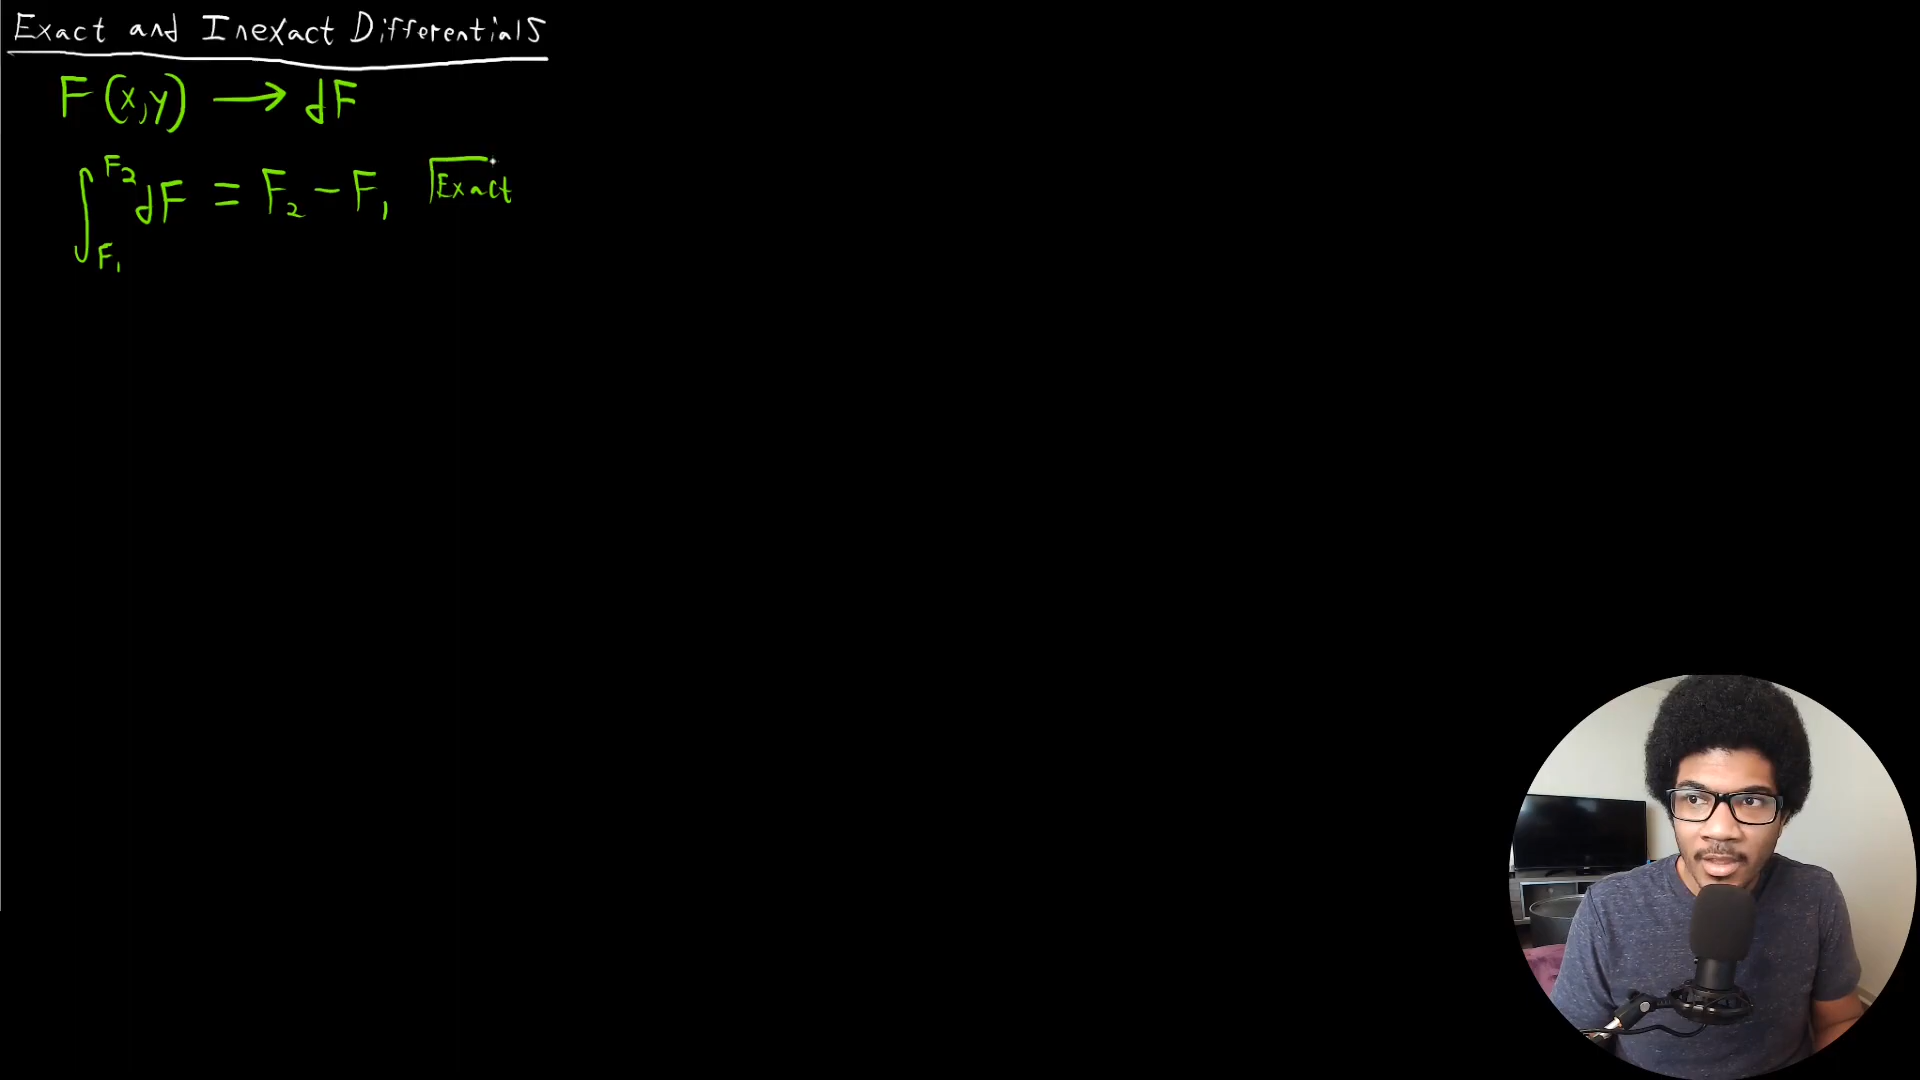 Exact and Inexact Differentials
F(x,y) → dF
∫_{F₁}^{F₂} dF = F₂ − F₁ Exact